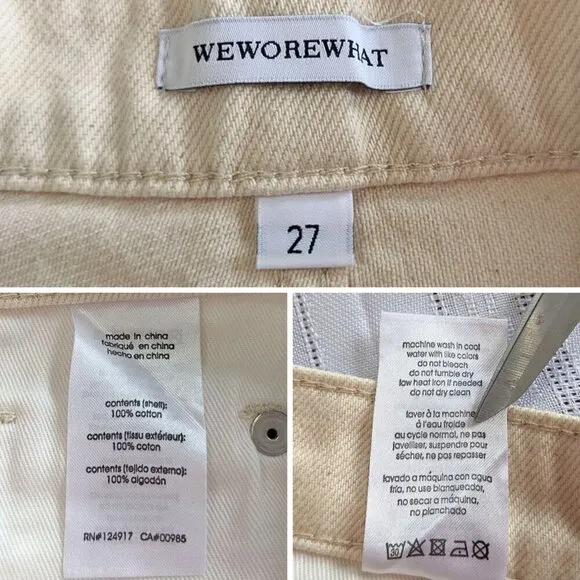 WEWOREWHAT
27
made in china
fabriqué en china
hecho en china
contents (shell):
100% cotton
contents (tissu extérieur):
100% coton
contents (tejido externo):
100% algodón
RN#124917 CA#00985
machine wash in cool
water with like colors
do not bleach
do not tumble dry
low heat iron if needed
do not dry clean
laver à la machine
à l'eau froide
au cycle normal, ne pas
javelliser, suspendre pour
sécher, ne pas repasser
lavado a máquina con agua
fría, no use blanqueador,
no secar a máquina,
no planchado
30